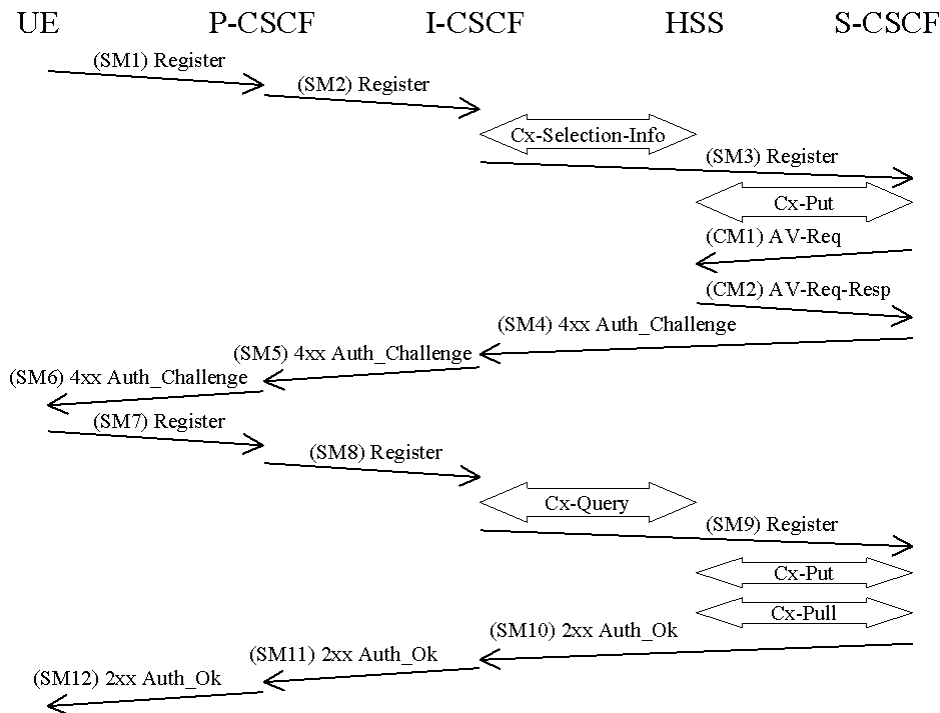 UE P-CSCF I-CSCF HSS S-CSCF
(SM1) Register
(SM2) Register
Cx-Selection-Info
(SM3) Register
Cx-Put
(CM1) AV-Req
(CM2) AV-Req-Resp
(SM4) 4xx Auth_Challenge
(SM5) 4xx Auth_Challenge
(SM6) 4xx Auth_Challenge
(SM7) Register
(SM8) Register
Cx-Query
(SM9) Register
Cx-Put
Cx-Pull
(SM10) 2xx Auth_Ok
(SM11) 2xx Auth_Ok
(SM12) 2xx Auth_Ok